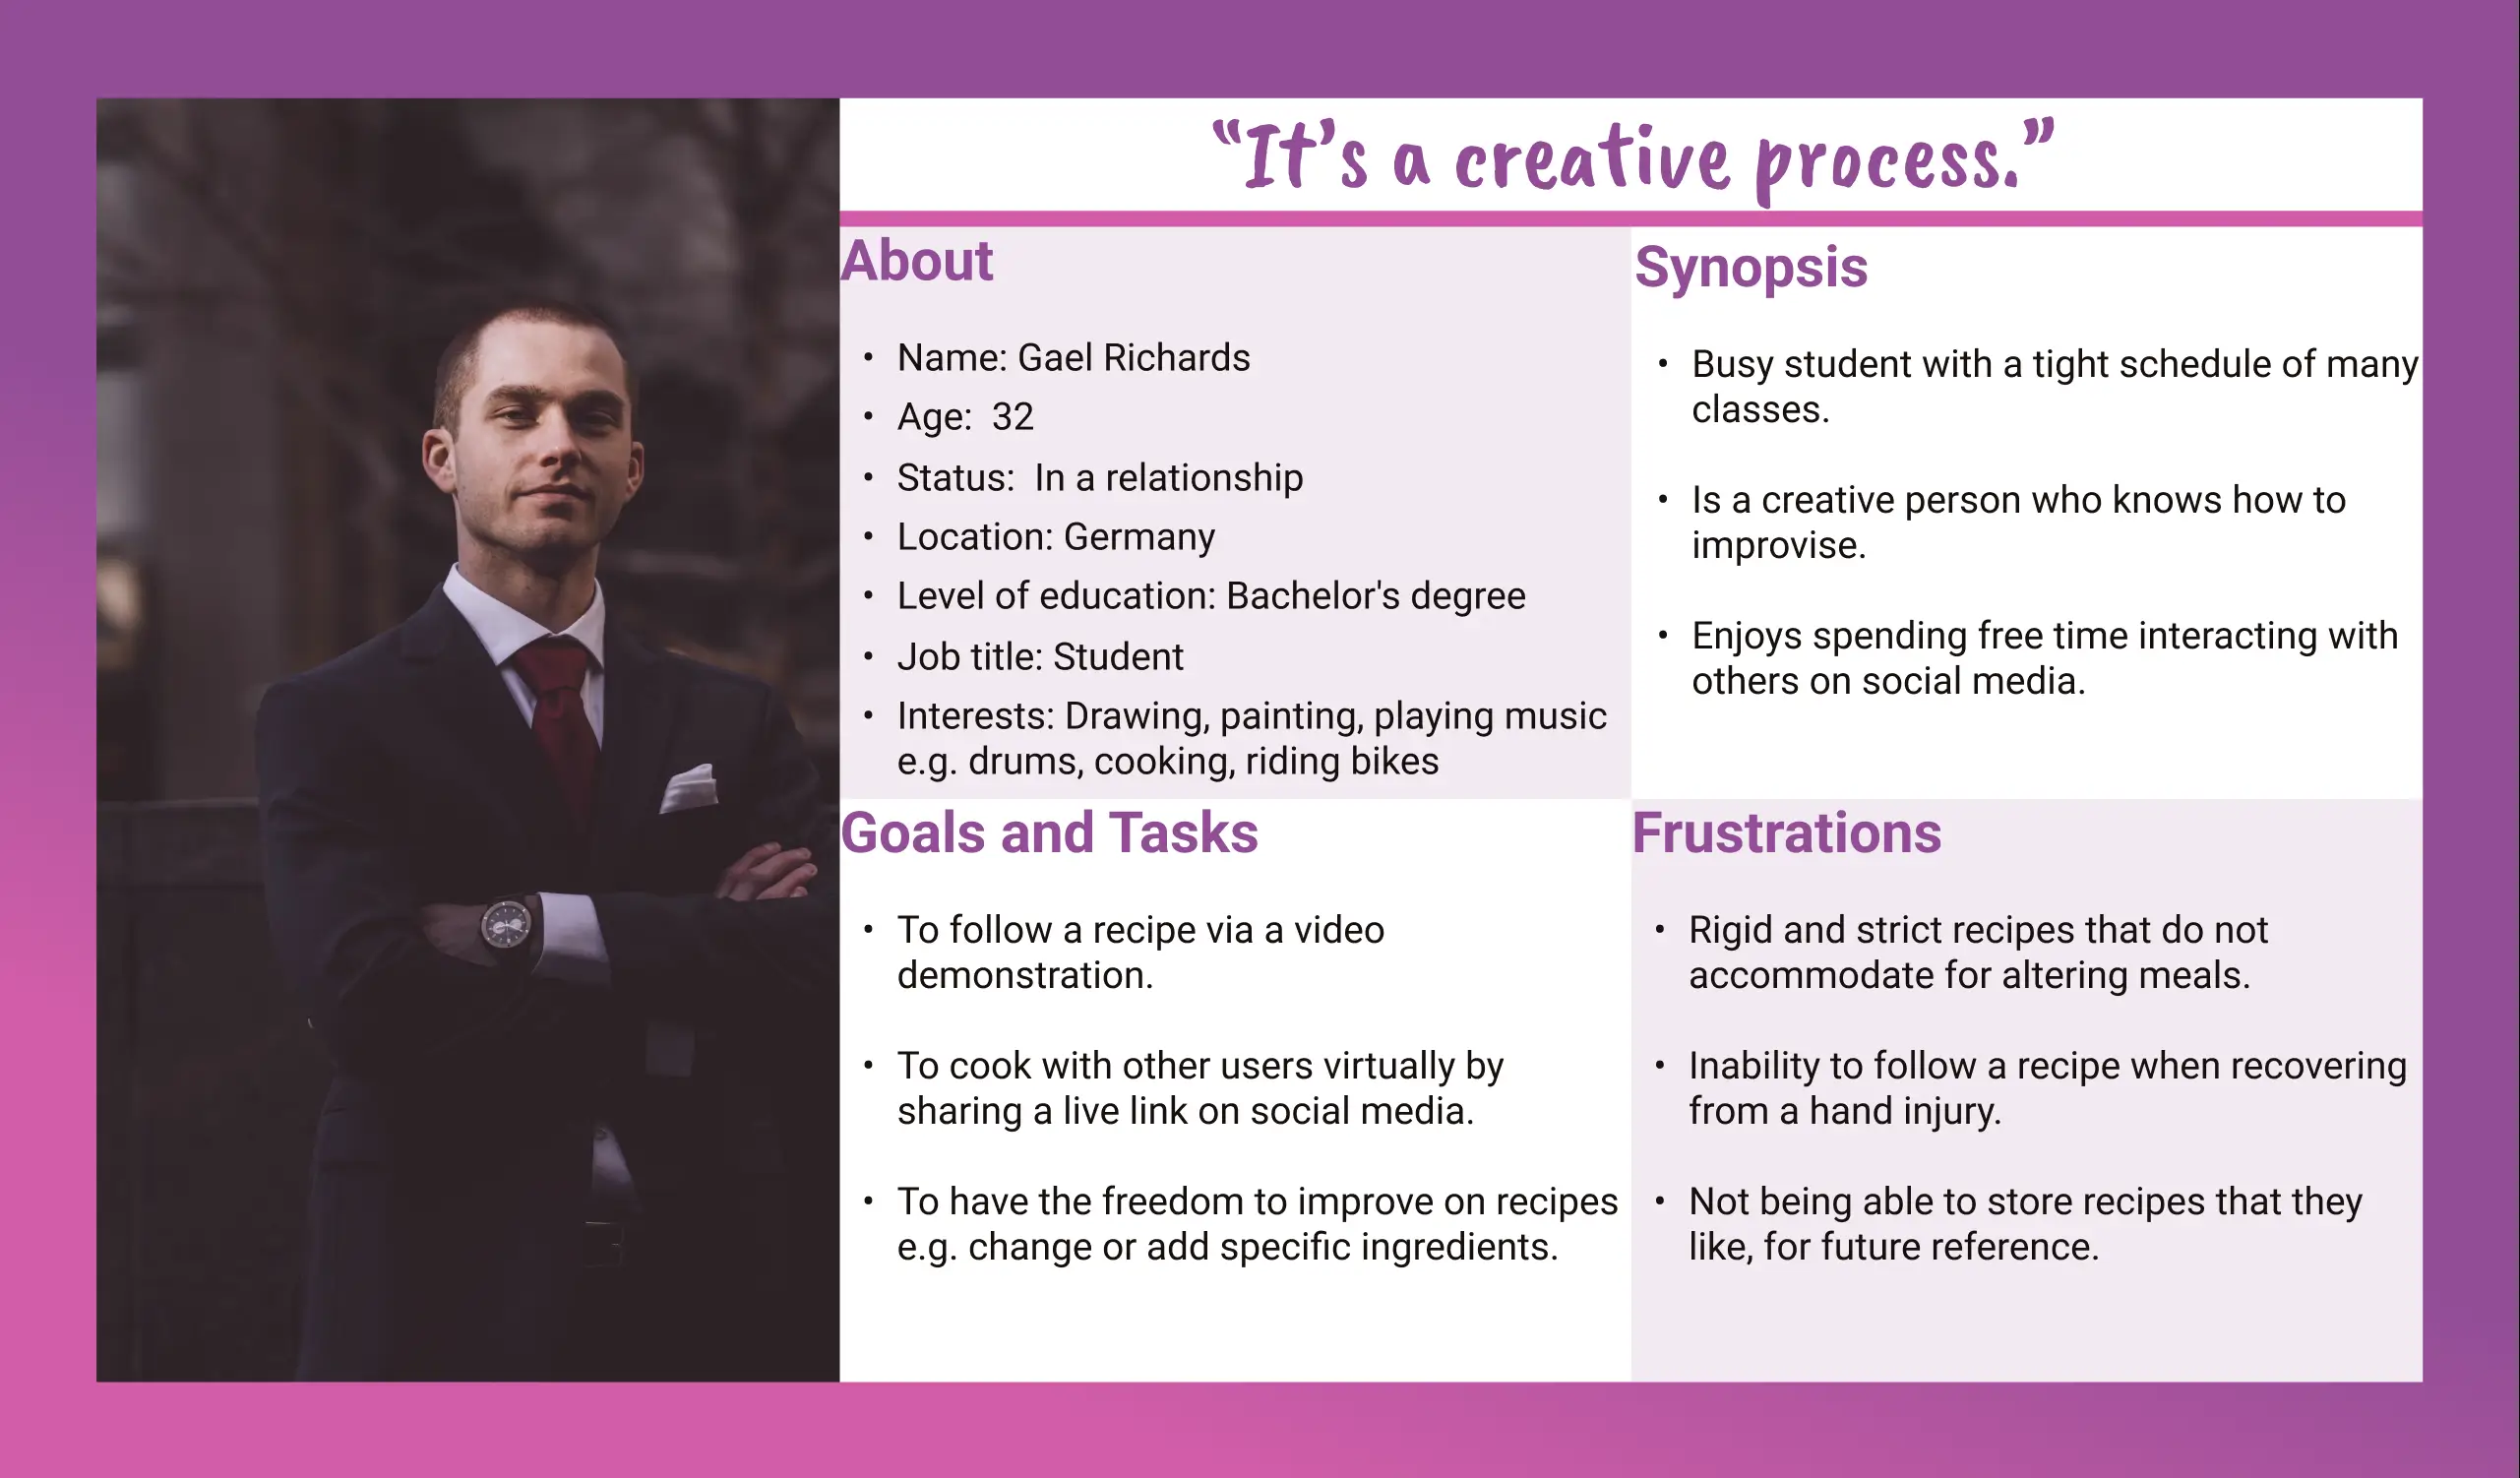 “It’s a creative process.”
About
• Name: Gael Richards
• Age:  32
• Status:  In a relationship
• Location: Germany
• Level of education: Bachelor's degree
• Job title: Student
• Interests: Drawing, painting, playing music
e.g. drums, cooking, riding bikes
Synopsis
• Busy student with a tight schedule of many
classes.
• Is a creative person who knows how to
improvise.
• Enjoys spending free time interacting with
others on social media.
Goals and Tasks
• To follow a recipe via a video
demonstration.
• To cook with other users virtually by
sharing a live link on social media.
• To have the freedom to improve on recipes
e.g. change or add specific ingredients.
Frustrations
• Rigid and strict recipes that do not
accommodate for altering meals.
• Inability to follow a recipe when recovering
from a hand injury.
• Not being able to store recipes that they
like, for future reference.